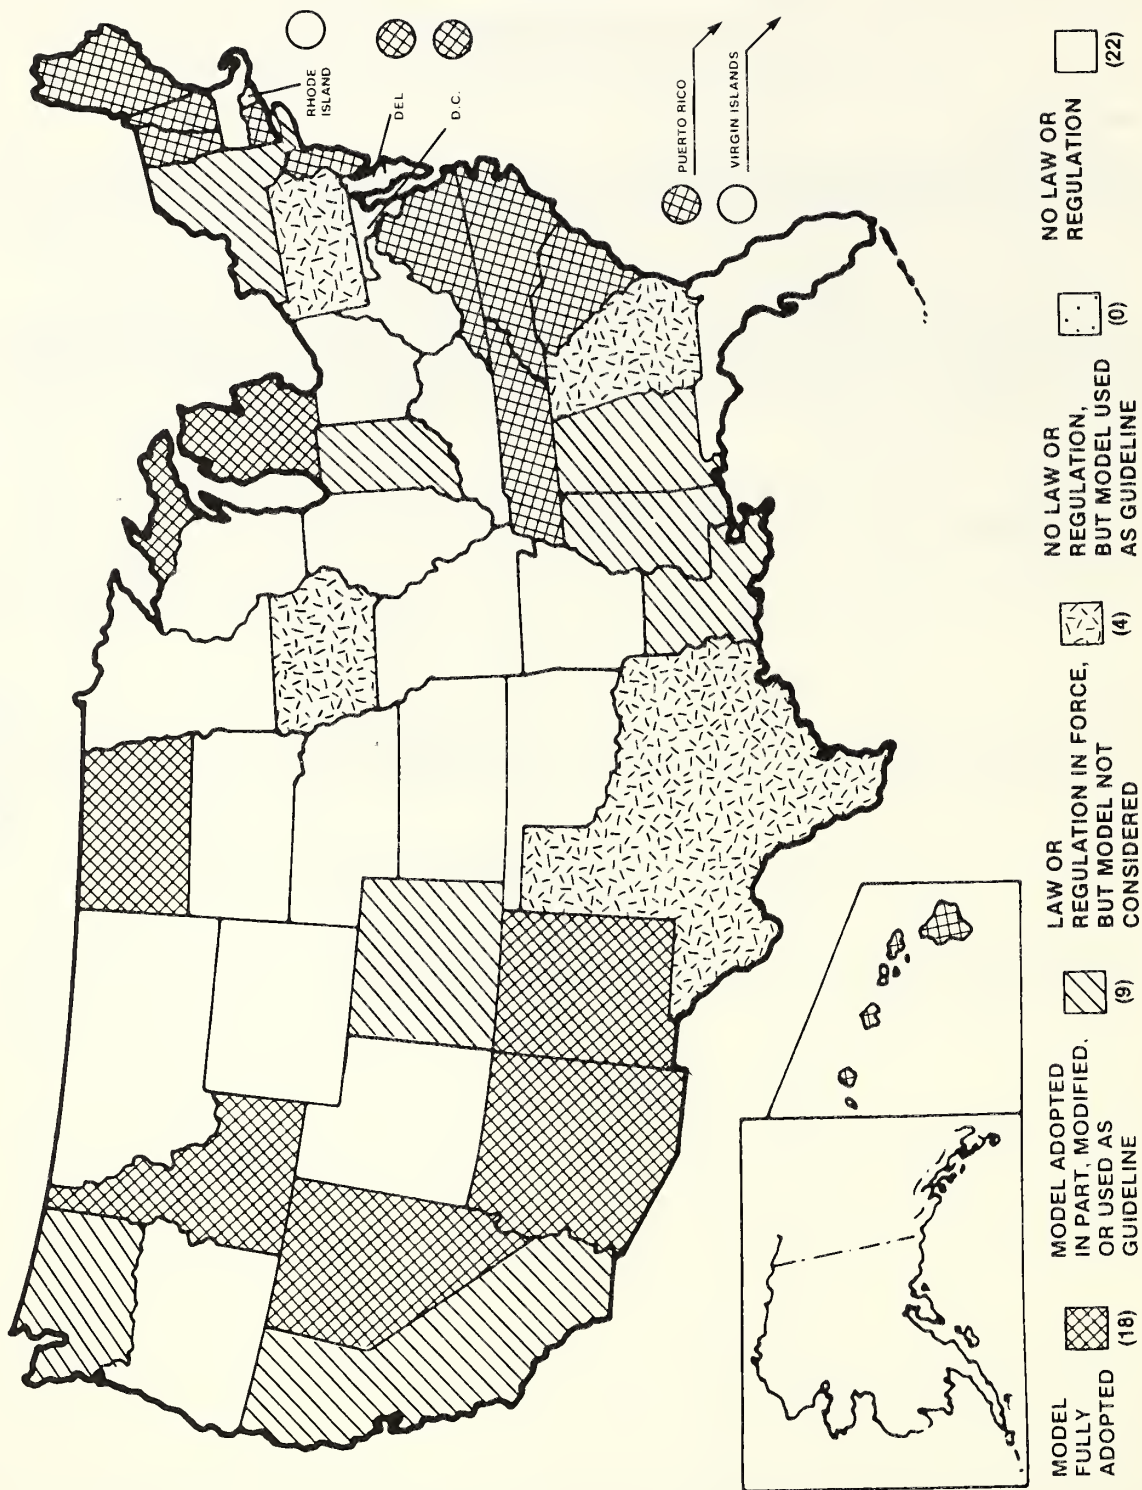 RHODE
ISLAND
DEL
D.C.
PUERTO RICO
VIRGIN ISLANDS
MODEL
FULLY
ADOPTED
(18)
MODEL ADOPTED
IN PART, MODIFIED.
OR USED AS
GUIDELINE
(9)
LAW OR
REGULATION IN FORCE,
BUT MODEL NOT
CONSIDERED
(4)
NO LAW OR
REGULATION,
BUT MODEL USED
AS GUIDELINE
(0)
NO LAW OR
REGULATION
(22)